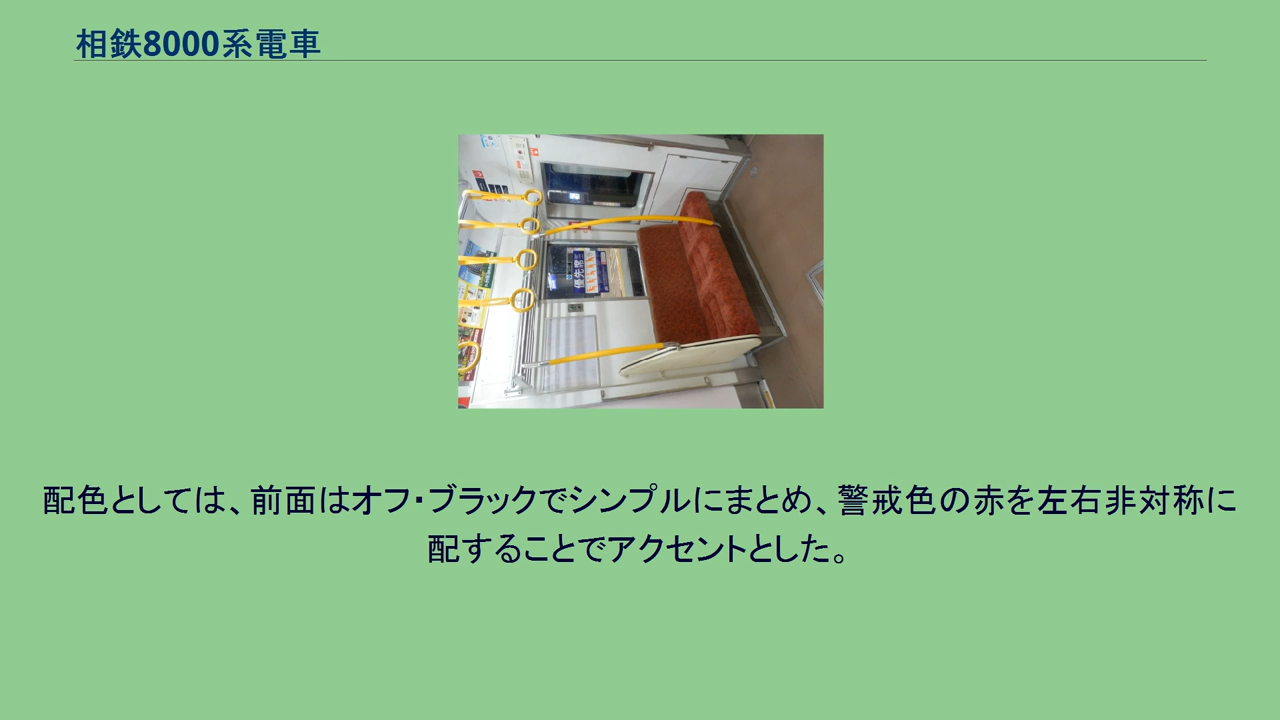 相鉄8000系電車
優先席
配色としては、前面はオフ・ブラックでシンプルにまとめ、警戒色の赤を左右非対称に
配することでアクセントとした。